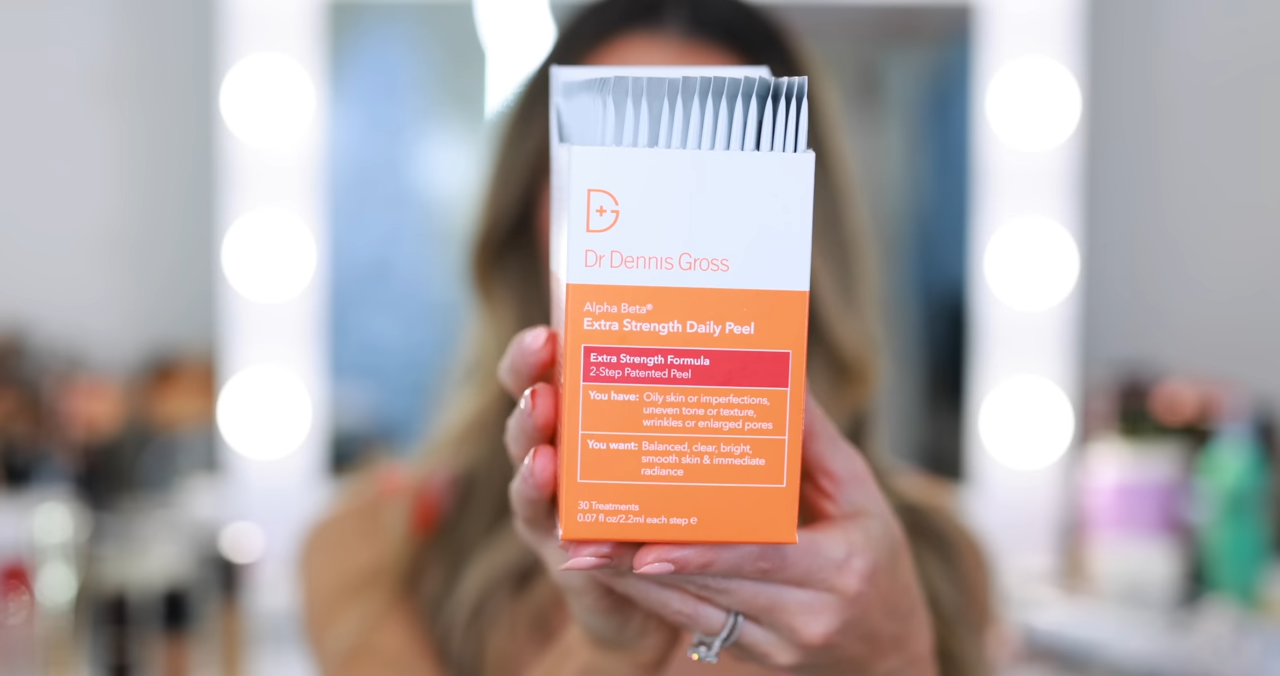 Dr Dennis Gross
Alpha Beta®
Extra Strength Daily Peel
Extra Strength Formula
2-Step Patented Peel
You have: Oily skin or imperfections,
uneven tone or texture,
wrinkles or enlarged pores
You want: Balanced, clear, bright,
smooth skin & immediate
radiance
30 Treatments
0.07 fl oz/2.2ml each step ℮